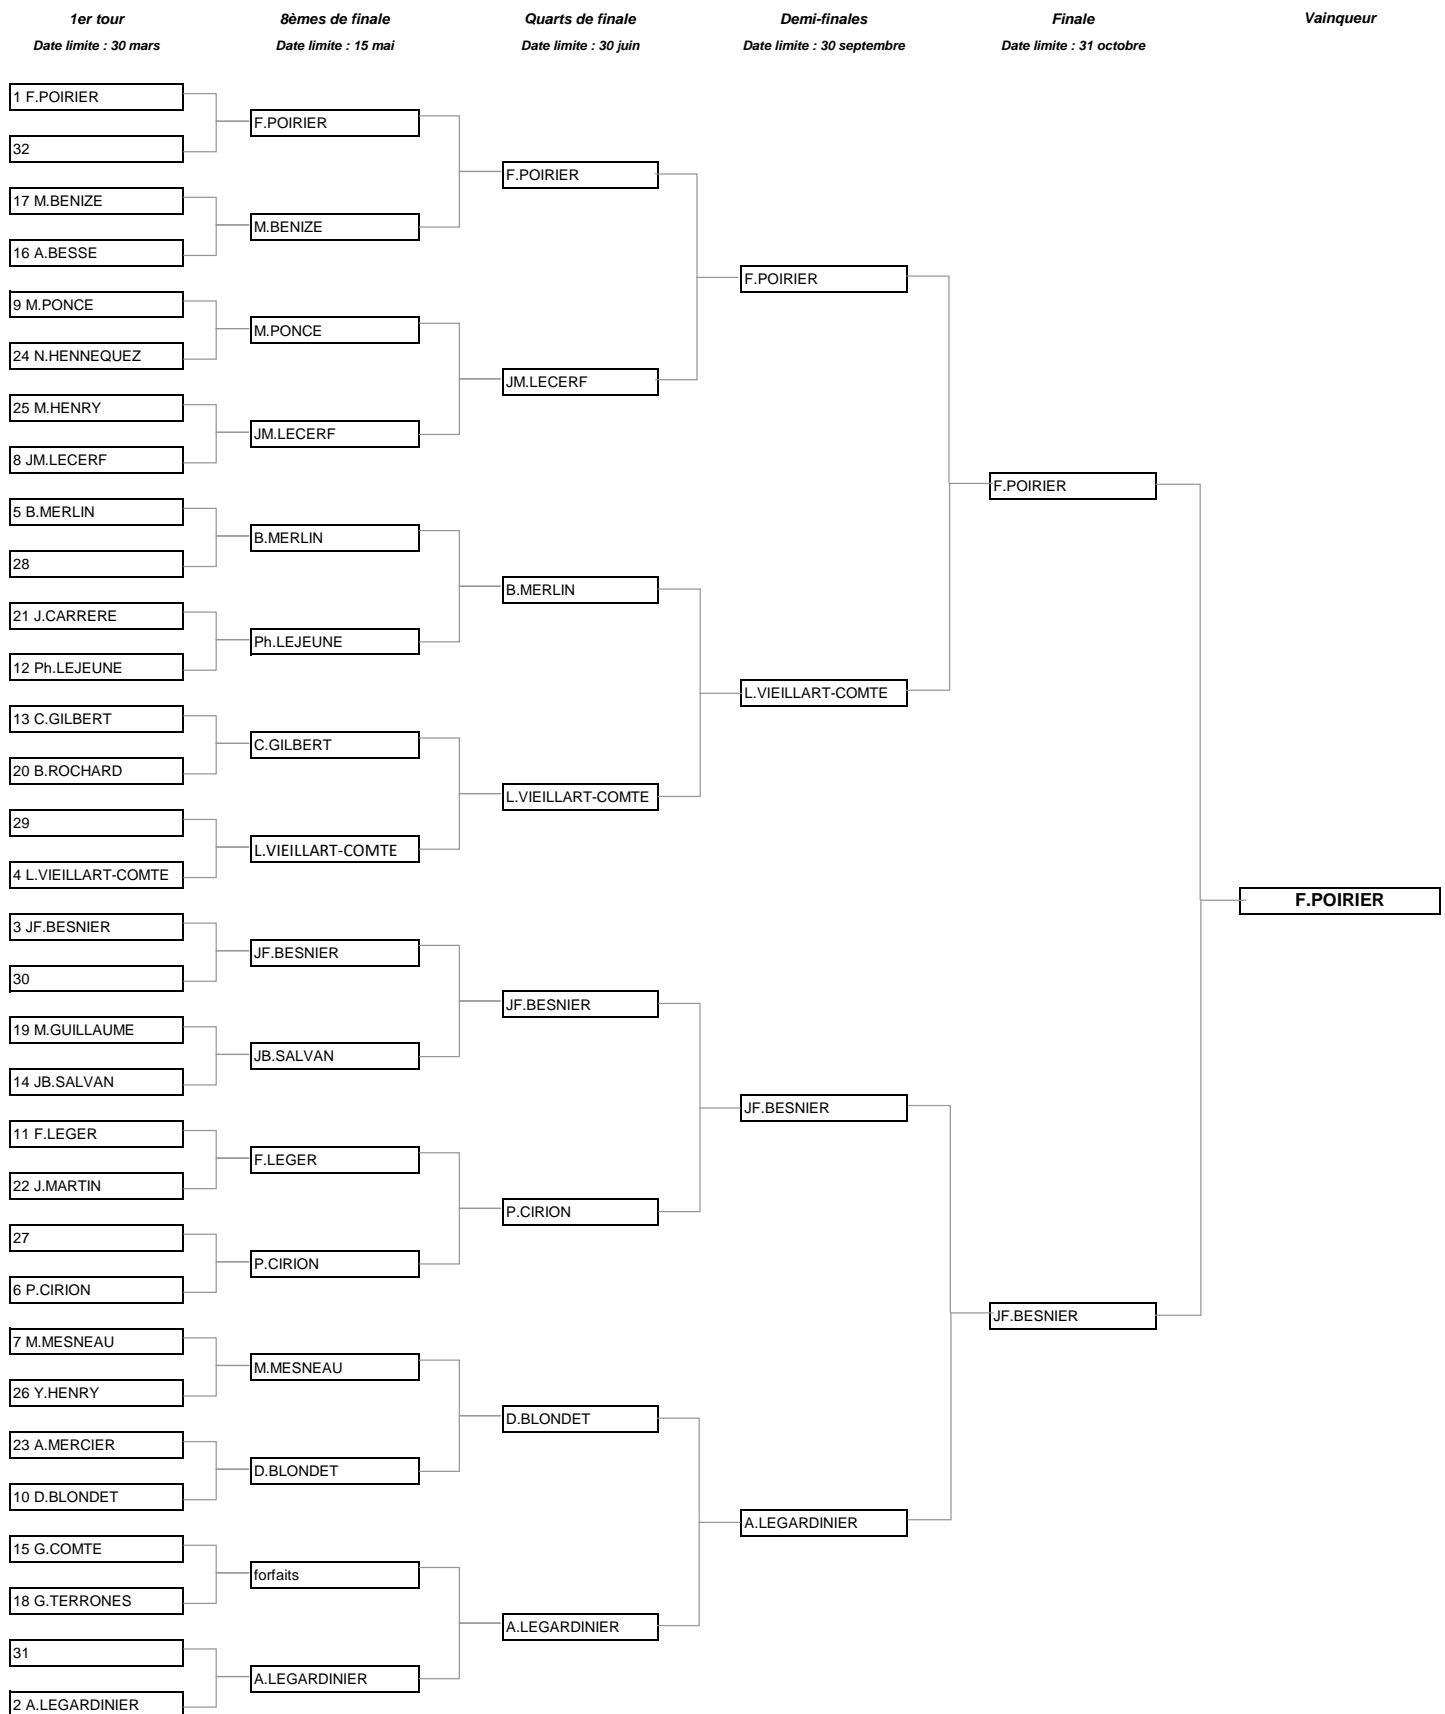 1er tour
8èmes de finale
Quarts de finale
Demi-finales
Finale
Vainqueur
Date limite : 30 mars
Date limite : 15 mai
Date limite : 30 juin
Date limite : 30 septembre
Date limite : 31 octobre
1 F.POIRIER
32
17 M.BENIZE
16 A.BESSE
9 M.PONCE
24 N.HENNEQUEZ
25 M.HENRY
8 JM.LECERF
5 B.MERLIN
28
21 J.CARRERE
12 Ph.LEJEUNE
13 C.GILBERT
20 B.ROCHARD
29
4 L.VIEILLART-COMTE
3 JF.BESNIER
30
19 M.GUILLAUME
14 JB.SALVAN
11 F.LEGER
22 J.MARTIN
27
6 P.CIRION
7 M.MESNEAU
26 Y.HENRY
23 A.MERCIER
10 D.BLONDET
15 G.COMTE
18 G.TERRONES
31
2 A.LEGARDINIER
F.POIRIER
M.BENIZE
M.PONCE
JM.LECERF
B.MERLIN
Ph.LEJEUNE
C.GILBERT
L.VIEILLART-COMTE
JF.BESNIER
JB.SALVAN
F.LEGER
P.CIRION
M.MESNEAU
D.BLONDET
forfaits
A.LEGARDINIER
F.POIRIER
JM.LECERF
B.MERLIN
L.VIEILLART-COMTE
JF.BESNIER
P.CIRION
D.BLONDET
A.LEGARDINIER
F.POIRIER
L.VIEILLART-COMTE
JF.BESNIER
A.LEGARDINIER
F.POIRIER
JF.BESNIER
F.POIRIER